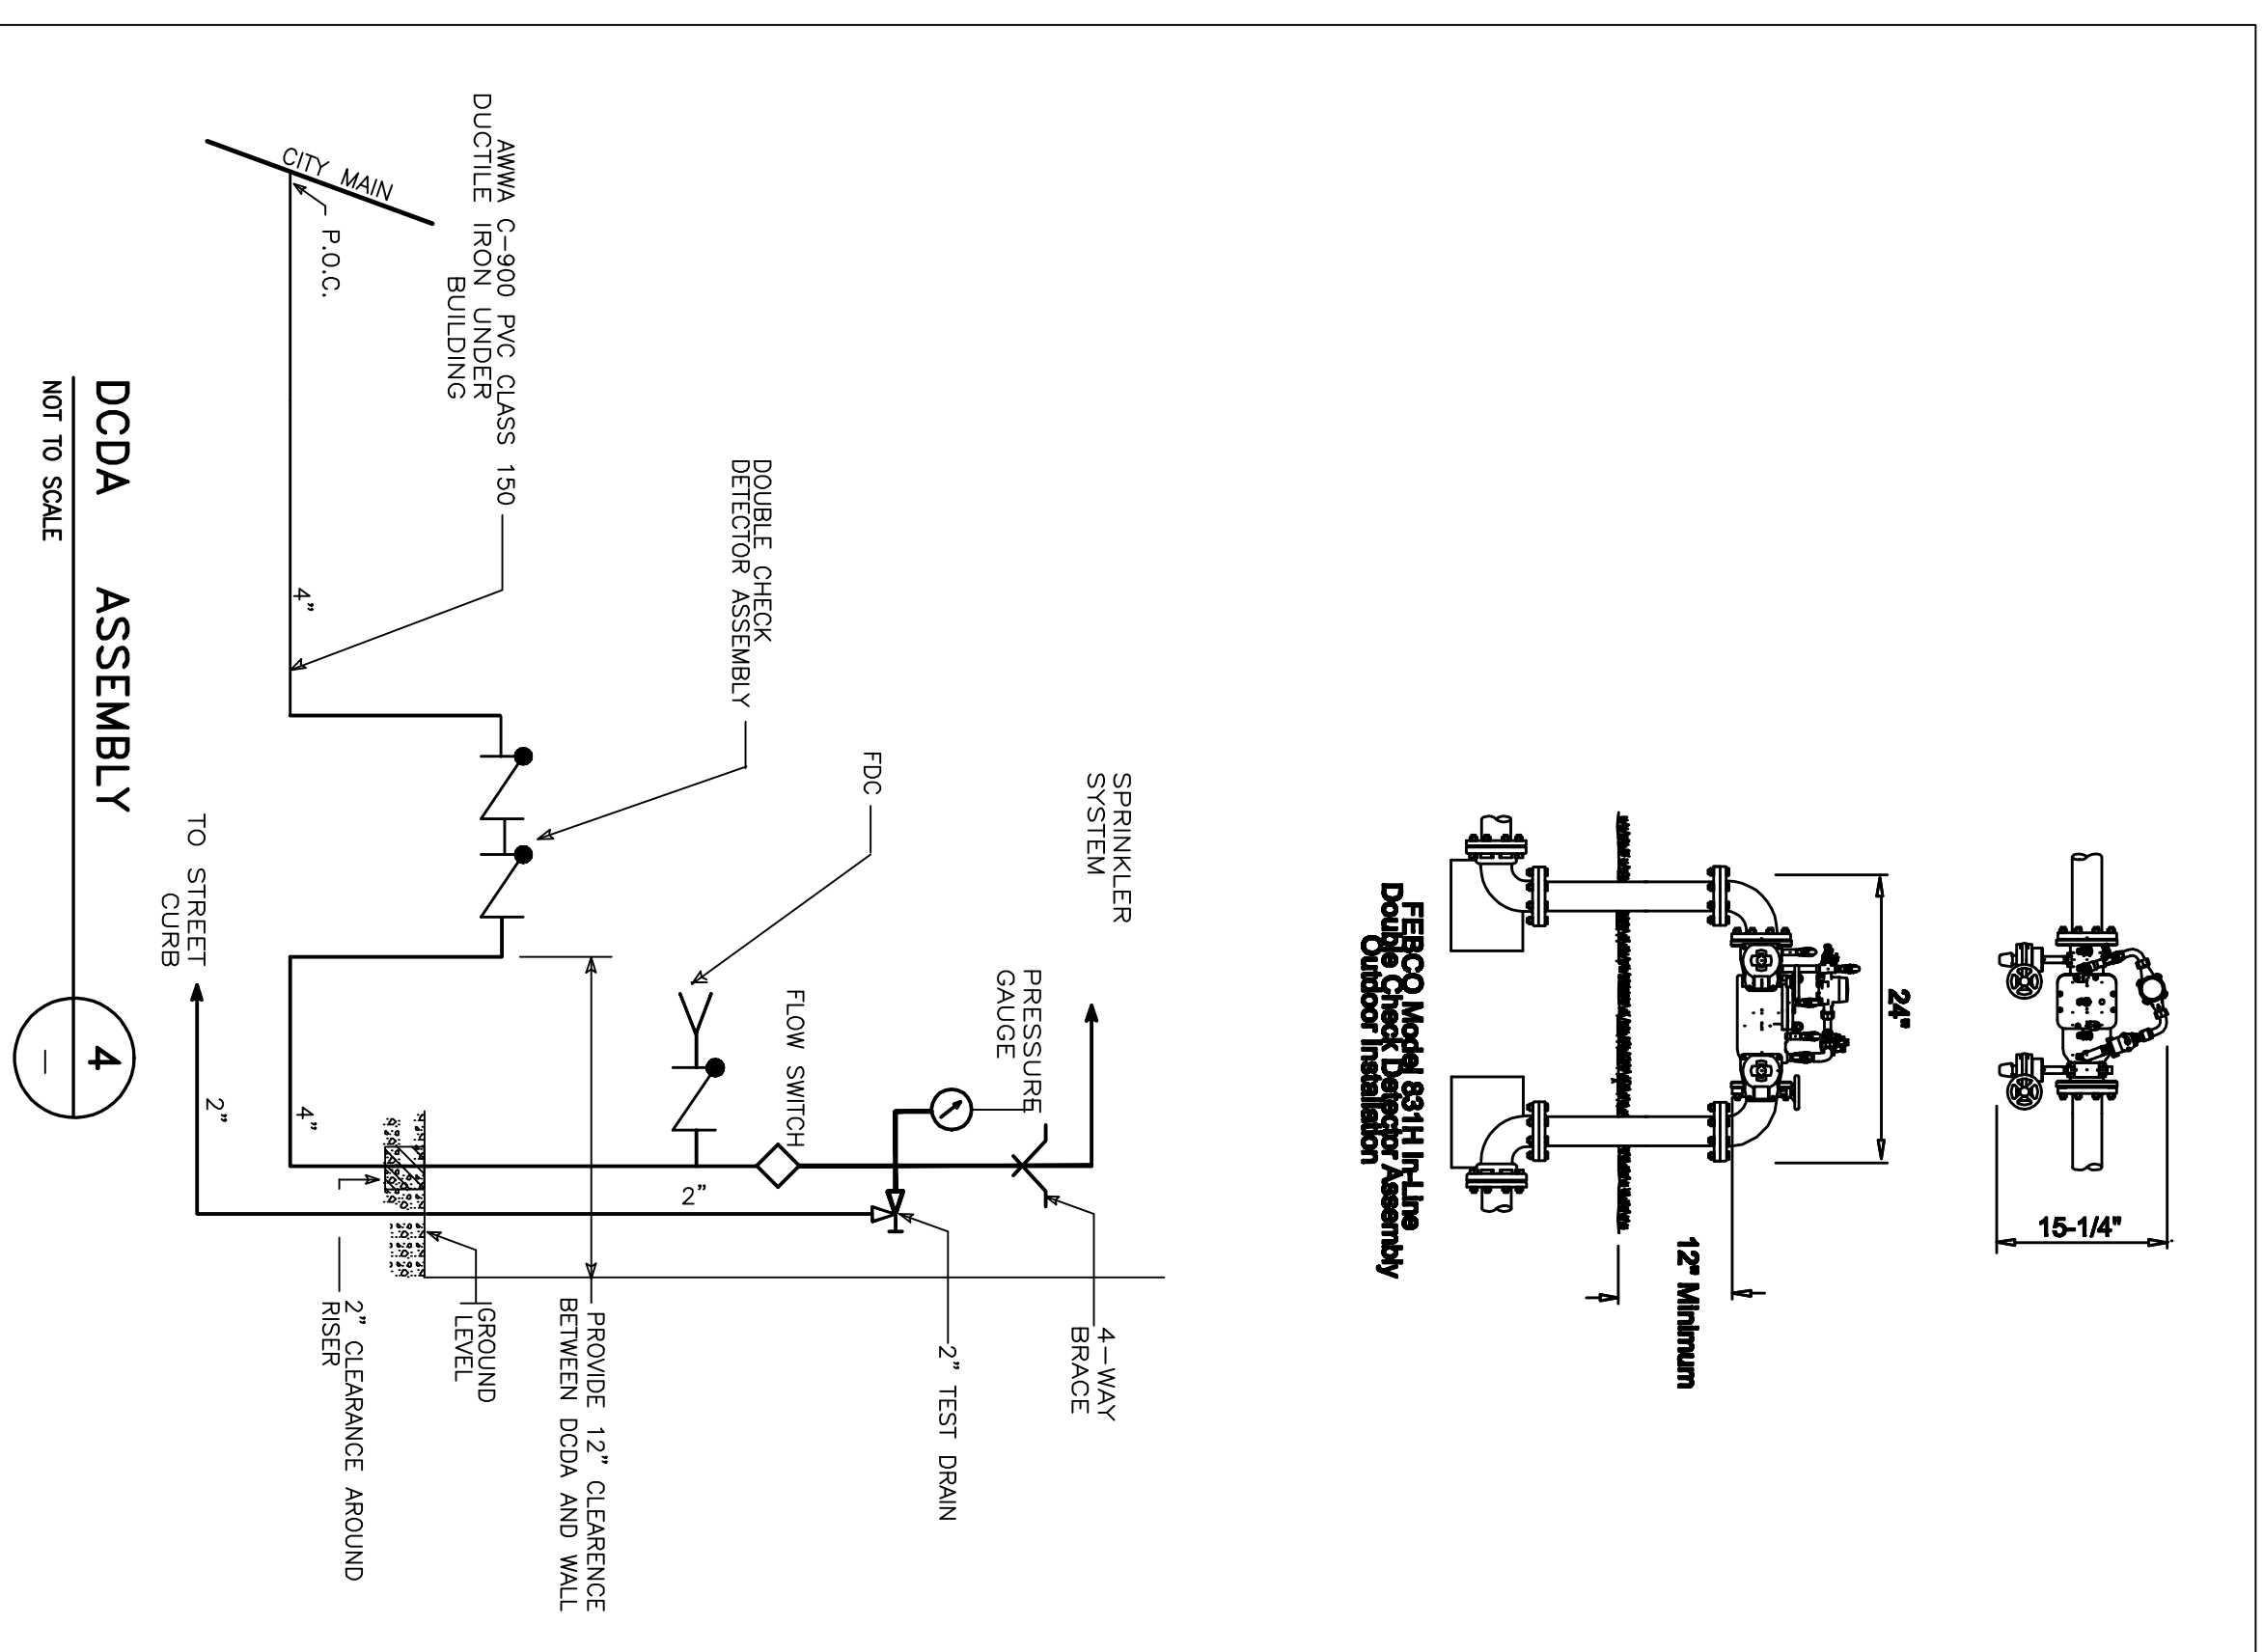 15-1/4"
24"
12" Minimum
FEBCO Model 831H In-Line
Double Check Detector Assembly
Outdoor Installation
SPRINKLER
SYSTEM
4-WAY
BRACE
PRESSURE
GAUGE
2" TEST DRAIN
FDC
FLOW SWITCH
DOUBLE CHECK
DETECTOR ASSEMBLY
2"
PROVIDE 12" CLEARENCE
BETWEEN DCDA AND WALL
AWWA C-900 PVC CLASS 150
DUCTILE IRON UNDER
BUILDING
GROUND
LEVEL
CITY MAIN
P.O.C.
4"
4"
2" CLEARANCE AROUND
RISER
TO STREET
CURB
2"
DCDA ASSEMBLY
4
NOT TO SCALE
–